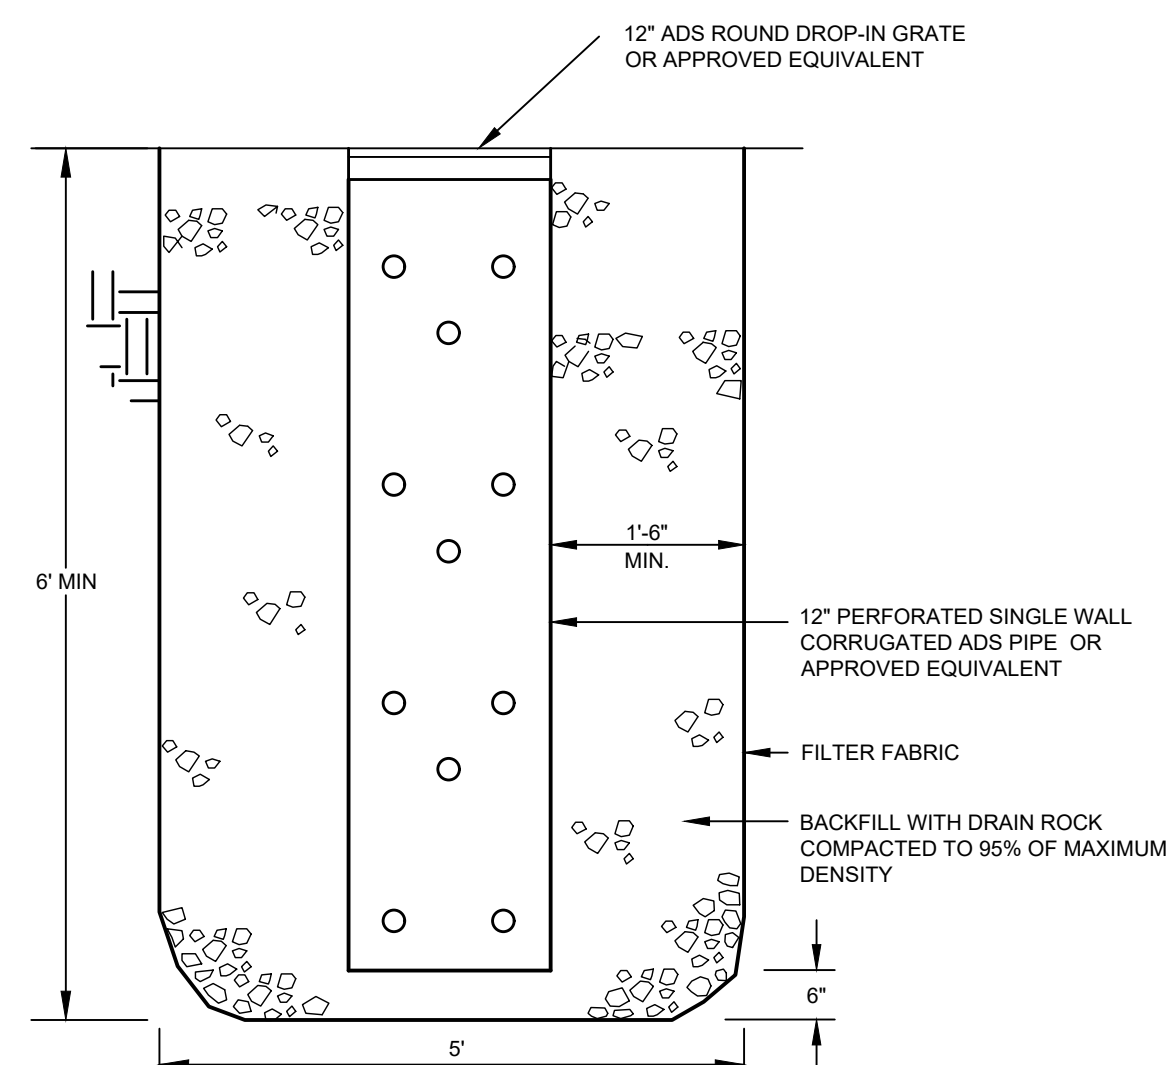 12" ADS ROUND DROP-IN GRATE
OR APPROVED EQUIVALENT
1'-6"
MIN.
6' MIN
12" PERFORATED SINGLE WALL
CORRUGATED ADS PIPE OR
APPROVED EQUIVALENT
FILTER FABRIC
BACKFILL WITH DRAIN ROCK
COMPACTED TO 95% OF MAXIMUM
DENSITY
6"
5'